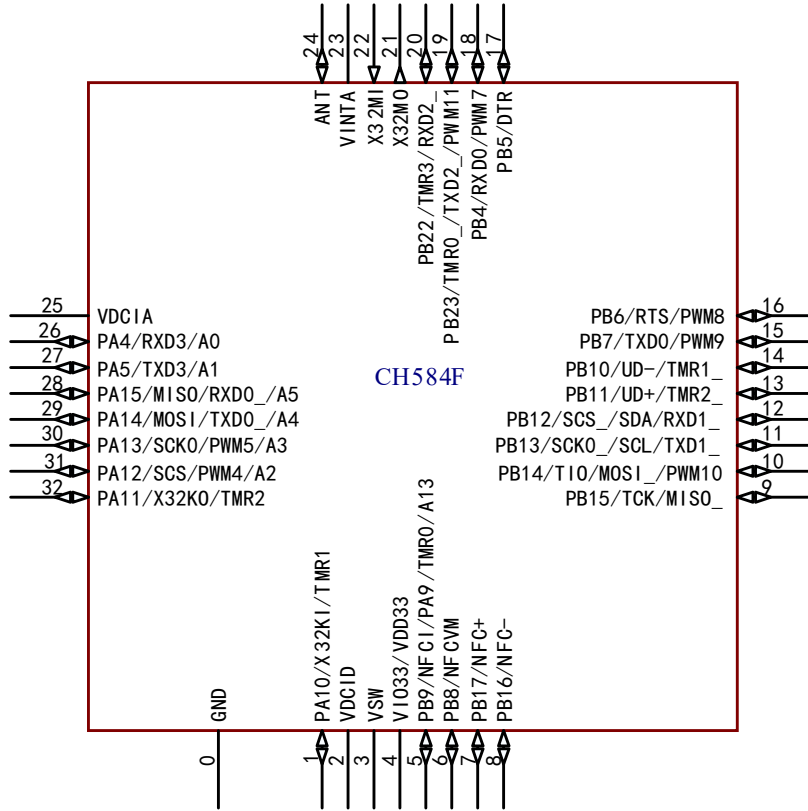 24
23
22
21
20
19
18
17
ANT
VINTA
X32MI
X32MO
PB22/TMR3/RXD2_
PB23/TMR0_/TXD2_/PWM11
PB4/RXD0/PWM7
PB5/DTR
25 VDCIA
26 PA4/RXD3/A0
27 PA5/TXD3/A1
28 PA15/MISO/RXD0_/A5
29 PA14/MOSI/TXD0_/A4
30 PA13/SCK0/PWM5/A3
31 PA12/SCS/PWM4/A2
32 PA11/X32KO/TMR2
CH584F
PB6/RTS/PWM8 16
PB7/TXD0/PWM9 15
PB10/UD-/TMR1_ 14
PB11/UD+/TMR2_ 13
PB12/SCS_/SDA/RXD1_ 12
PB13/SCK0_/SCL/TXD1_ 11
PB14/TIO/MOSI_/PWM10 10
PB15/TCK/MISO_ 9
GND
PA10/X32KI/TMR1
VDCID
VSW
VIO33/VDD33
PB9/NFCI/PA9/TMR0/A13
PB8/NFCVM
PB17/NFC+
PB16/NFC-
0
1
2
3
4
5
6
7
8